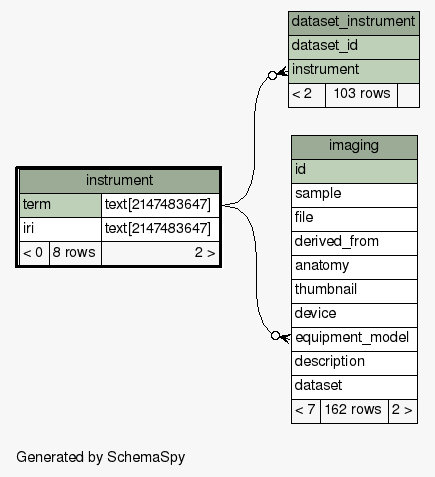 dataset_instrument
dataset_id
instrument
< 2 103 rows
imaging
id
sample
file
derived_from
anatomy
thumbnail
device
equipment_model
description
dataset
< 7 162 rows 2 >
instrument
term text[2147483647]
iri text[2147483647]
< 0 8 rows 2 >
Generated by SchemaSpy